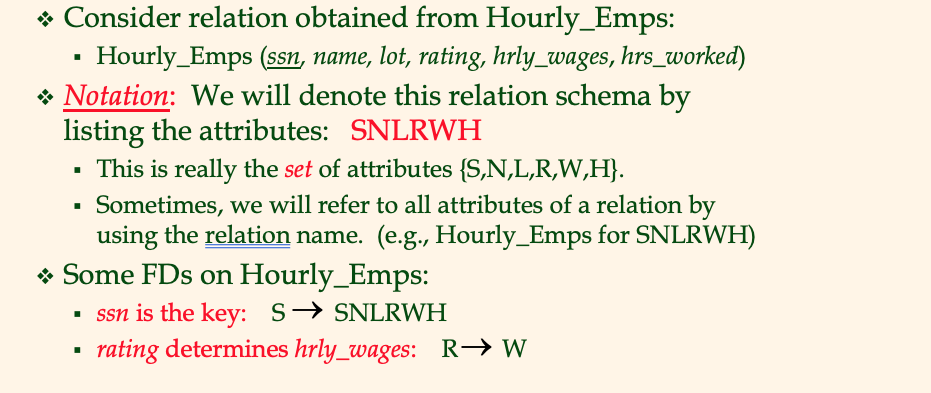 ❖ Consider relation obtained from Hourly_Emps:
▪ Hourly_Emps (ssn, name, lot, rating, hrly_wages, hrs_worked)
❖ Notation: We will denote this relation schema by
listing the attributes: SNLRWH
▪ This is really the set of attributes {S,N,L,R,W,H}.
▪ Sometimes, we will refer to all attributes of a relation by
using the relation name. (e.g., Hourly_Emps for SNLRWH)
❖ Some FDs on Hourly_Emps:
▪ ssn is the key: S → SNLRWH
▪ rating determines hrly_wages: R → W